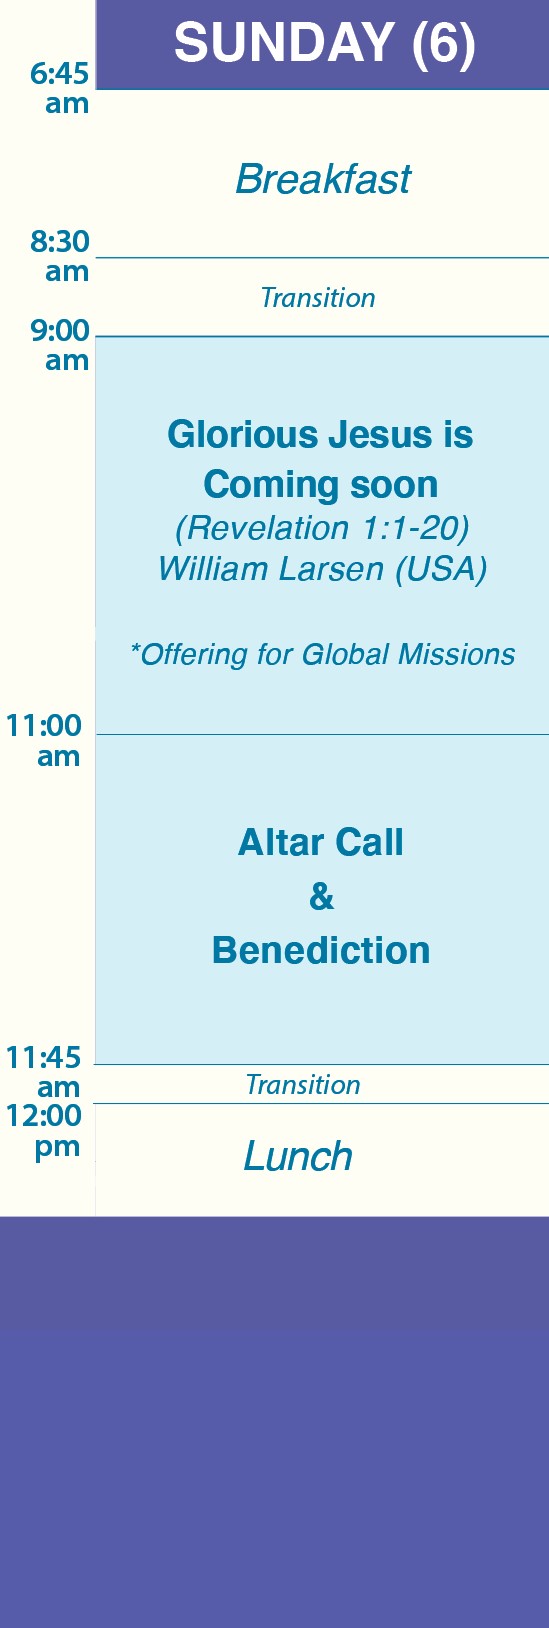 SUNDAY (6)
6:45
am
Breakfast
8:30
am
Transition
9:00
am
Glorious Jesus is
Coming soon
(Revelation 1:1-20)
William Larsen (USA)
*Offering for Global Missions
11:00
am
Altar Call
&
Benediction
11:45
am
Transition
12:00
pm
Lunch